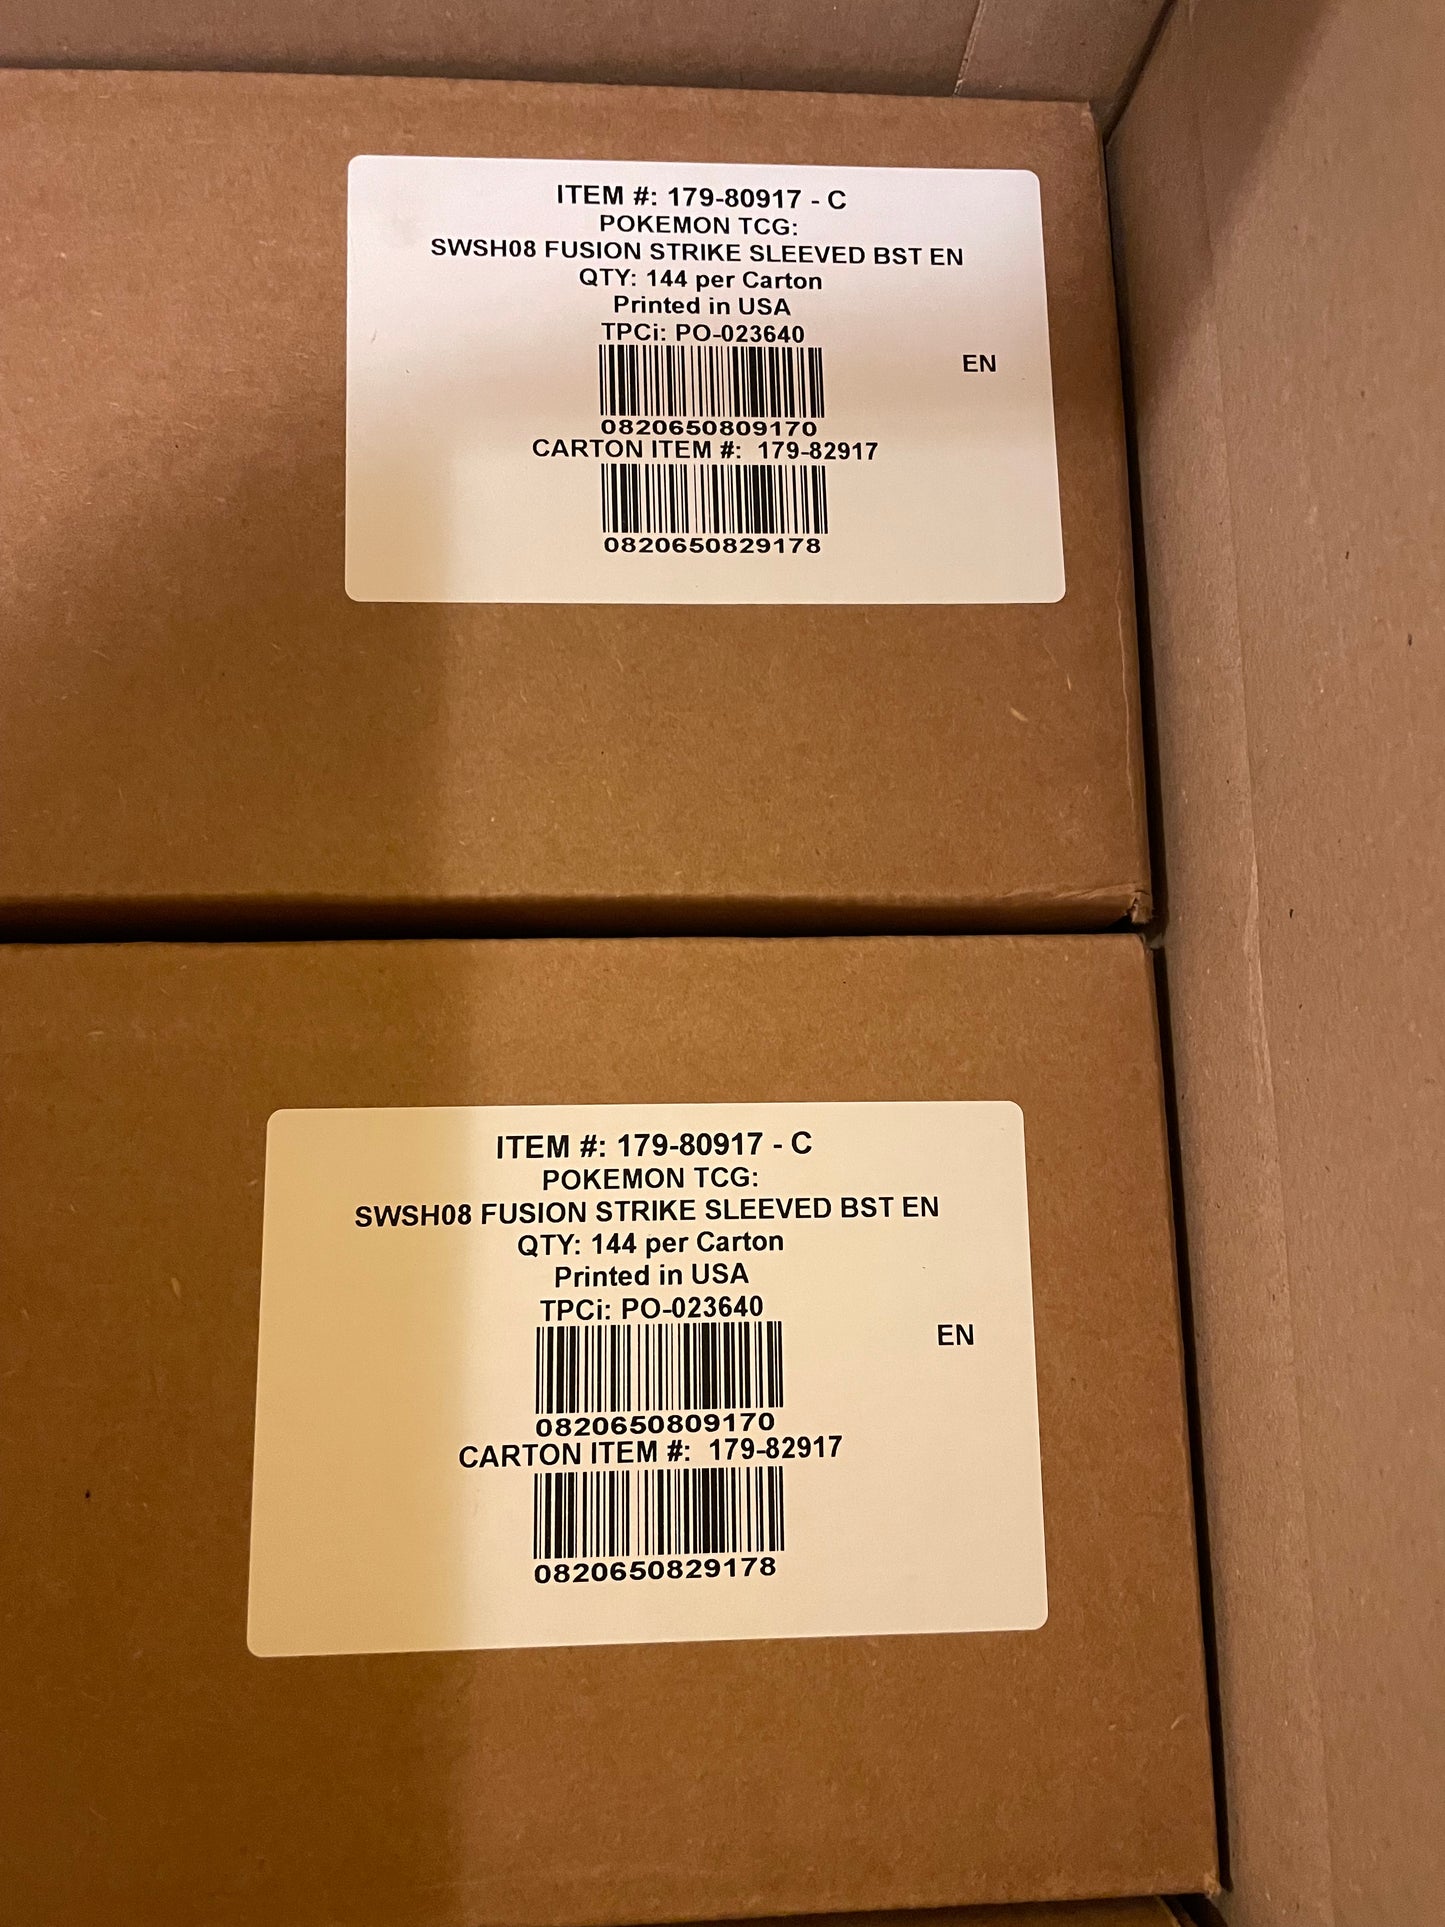 ITEM #: 179-80917 - C
POKEMON TCG:
SWSH08 FUSION STRIKE SLEEVED BST EN
QTY: 144 per Carton
Printed in USA
TPCi: PO-023640
EN
0820650809170
CARTON ITEM #: 179-82917
0820650829178
ITEM #: 179-80917 - C
POKEMON TCG:
SWSH08 FUSION STRIKE SLEEVED BST EN
QTY: 144 per Carton
Printed in USA
TPCi: PO-023640
EN
0820650809170
CARTON ITEM #: 179-82917
0820650829178